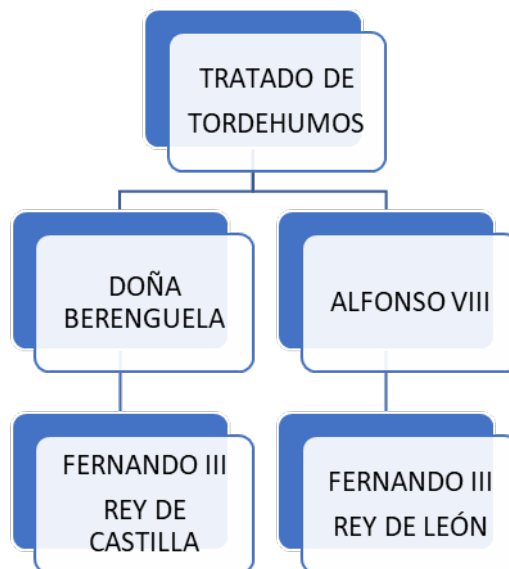 TRATADO DE
TORDEHUMOS
DOÑA
BERENGUELA
ALFONSO VIII
FERNANDO III
REY DE
CASTILLA
FERNANDO III
REY DE LEÓN